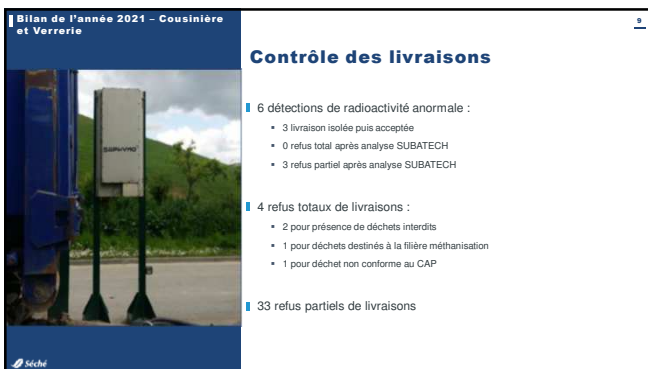 Bilan de l'année 2021 – Cousinière
et Verrerie
9
Contrôle des livraisons
6 détections de radioactivité anormale :
3 livraison isolée puis acceptée
0 refus total après analyse SUBATECH
3 refus partiel après analyse SUBATECH
4 refus totaux de livraisons :
2 pour présence de déchets interdits
1 pour déchets destinés à la filière méthanisation
1 pour déchet non conforme au CAP
33 refus partiels de livraisons
SAPHYMO
Séché